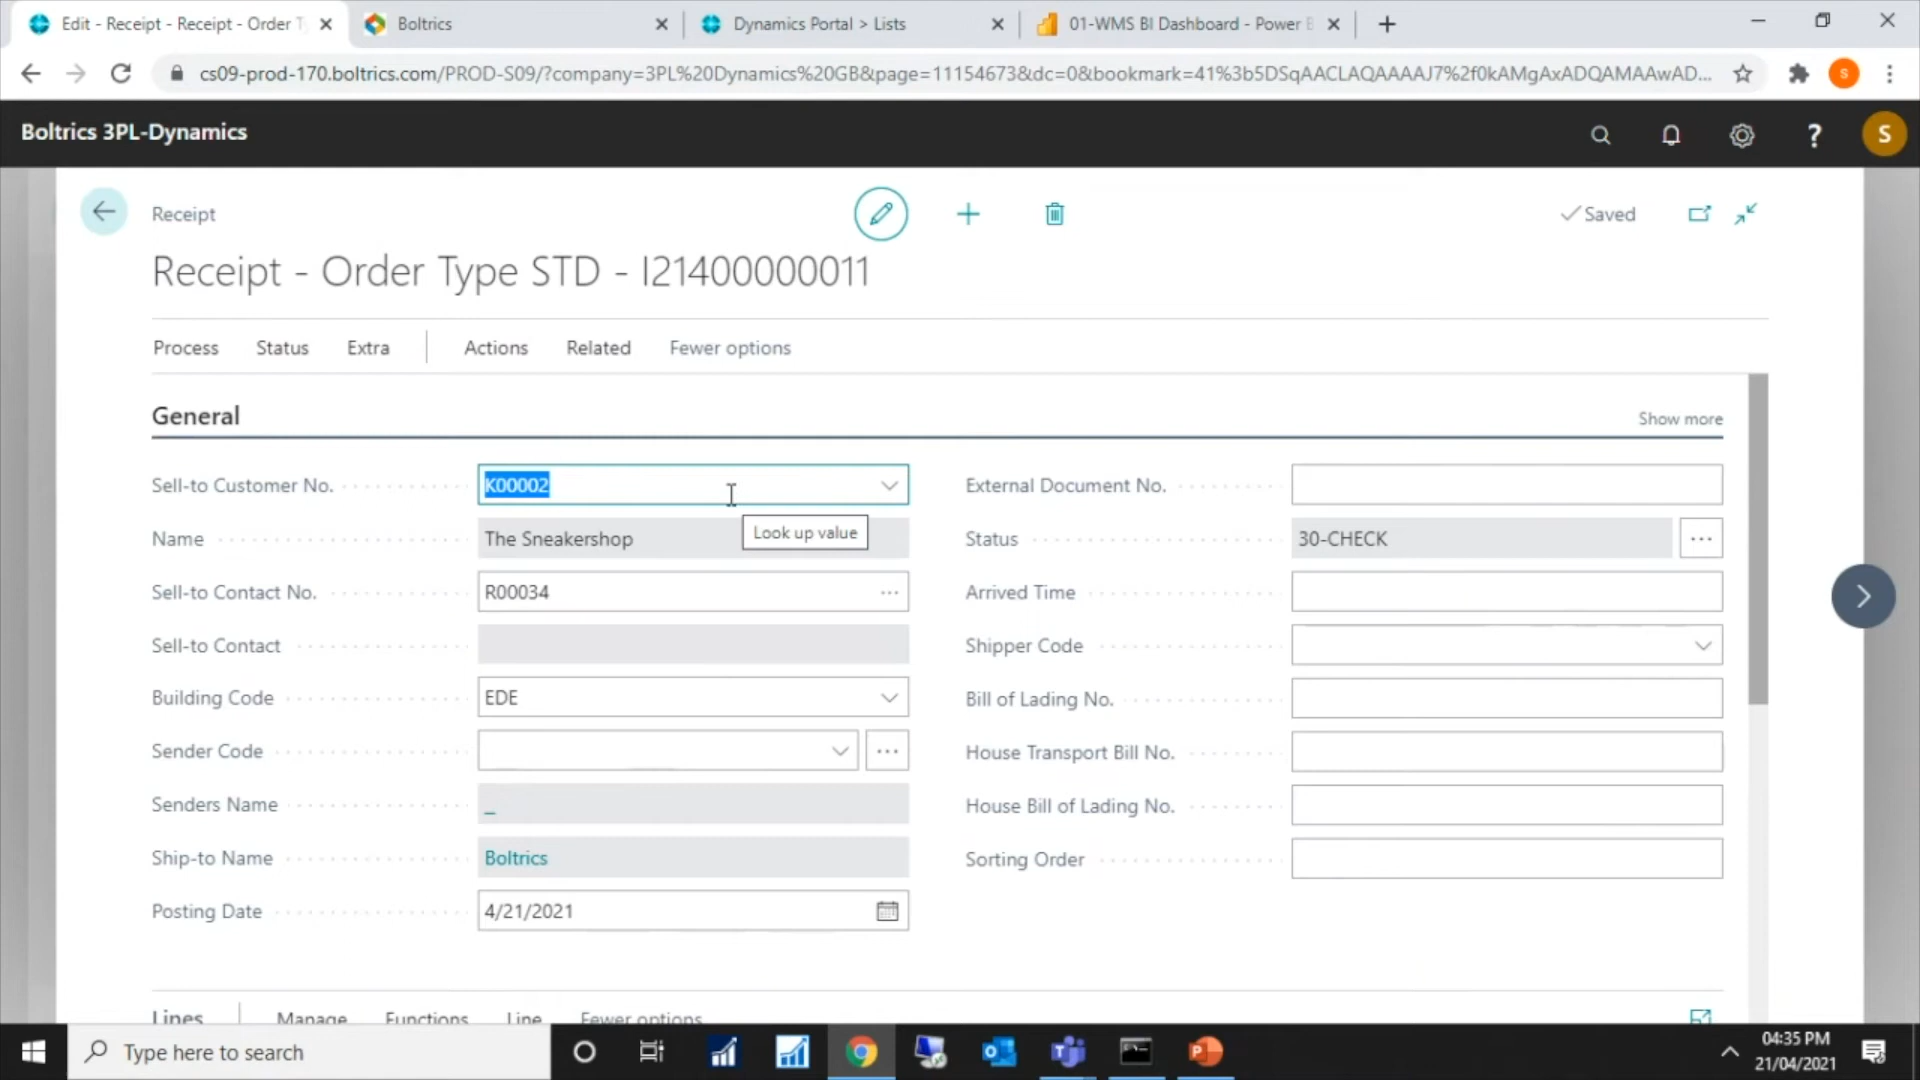 Edit - Receipt - Receipt - Order T
Boltrics
Dynamics Portal > Lists
01-WMS BI Dashboard - Power B
cs09-prod-170.boltrics.com/PROD-S09/?company=3PL%20Dynamics%20GB&page=11154673&dc=0&bookmark=41%3b5DSqAACLAQAAAAJ7%2f0kAMgAxADQAMAAwAD...
S
Boltrics 3PL-Dynamics
?
S
Receipt
Saved
Receipt - Order Type STD - I21400000011
Process Status Extra Actions Related Fewer options
General
Show more
Sell-to Customer No. K00002
External Document No.
Name The Sneakershop
Look up value
Status 30-CHECK
Sell-to Contact No. R00034
Arrived Time
Sell-to Contact
Shipper Code
Building Code EDE
Bill of Lading No.
Sender Code
House Transport Bill No.
Senders Name _
House Bill of Lading No.
Ship-to Name Boltrics
Sorting Order
Posting Date 4/21/2021
Lines Manage Functions Line Fewer options
Type here to search
04:35 PM
21/04/2021